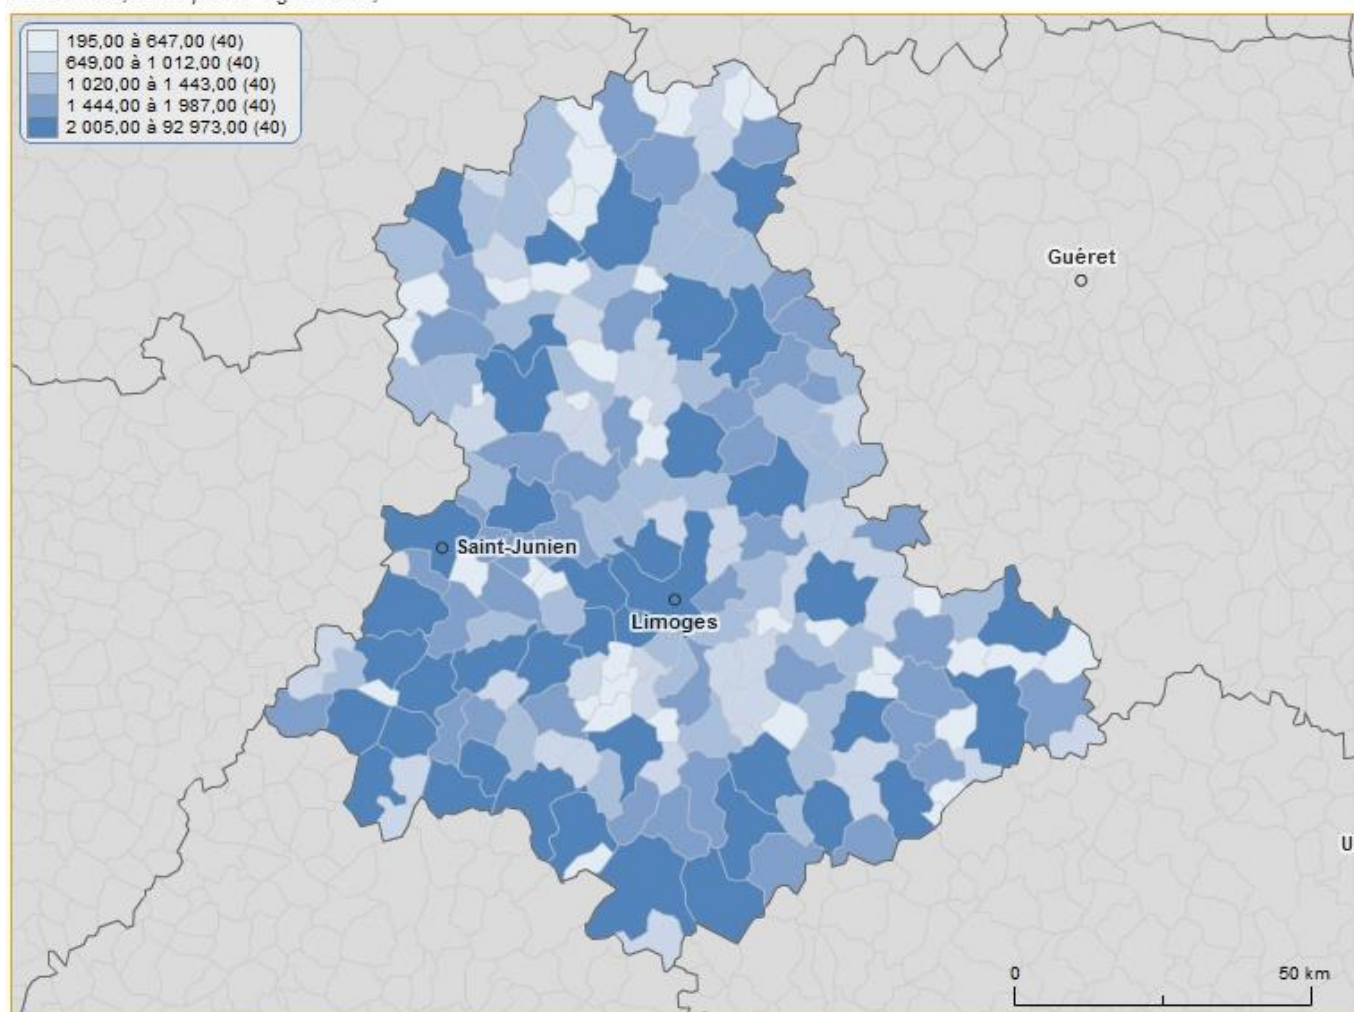 195,00 à 647,00 (40)
649,00 à 1 012,00 (40)
1 020,00 à 1 443,00 (40)
1 444,00 à 1 987,00 (40)
2 005,00 à 92 973,00 (40)
Guéret
Saint-Junien
Limoges
U
0 50 km